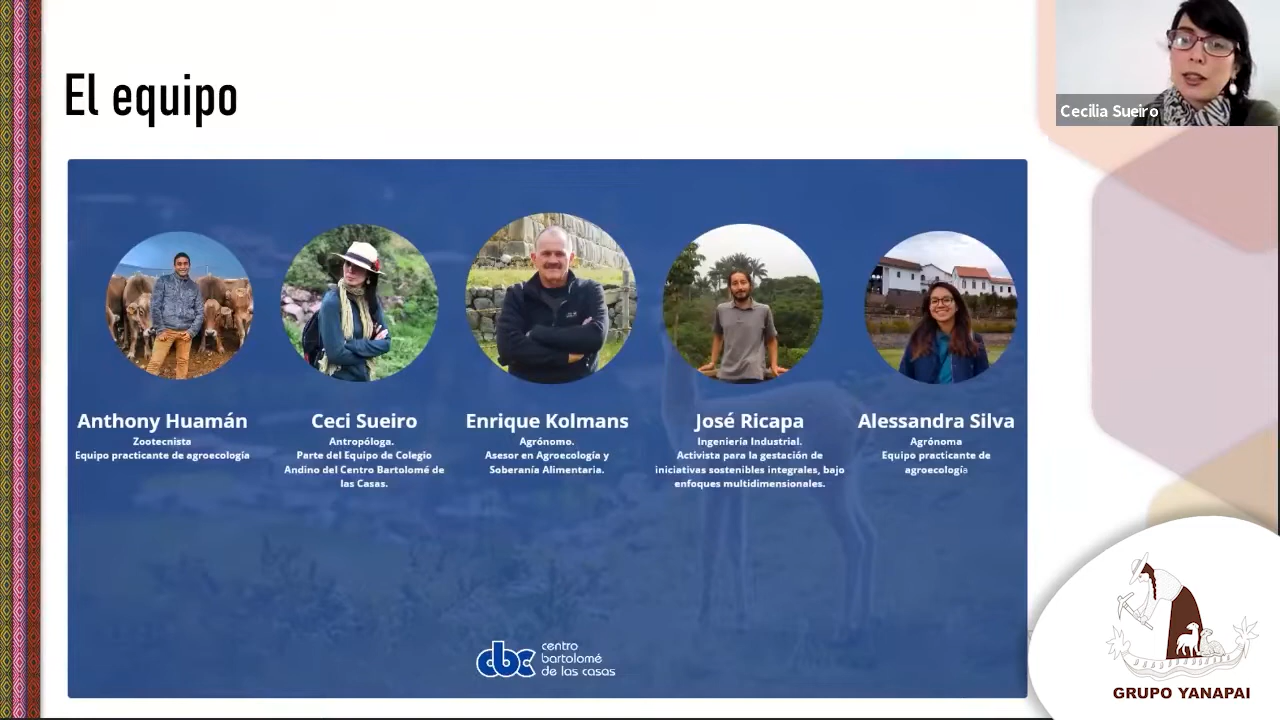 El equipo
Cecilia Sueiro
Anthony Huamán
Zootecnista
Equipo practicante de agroecología
Ceci Sueiro
Antropóloga.
Parte del Equipo de Colegio
Andino del Centro Bartolomé de
las Casas.
Enrique Kolmans
Agrónomo.
Asesor en Agroecología y
Soberanía Alimentaria.
José Ricapa
Ingeniería Industrial.
Activista para la gestación de
iniciativas sostenibles integrales, bajo
enfoques multidimensionales.
Alessandra Silva
Agrónoma
Equipo practicante de
agroecología
cbc
centro
bartolomé
de las casas
GRUPO YANAPAI